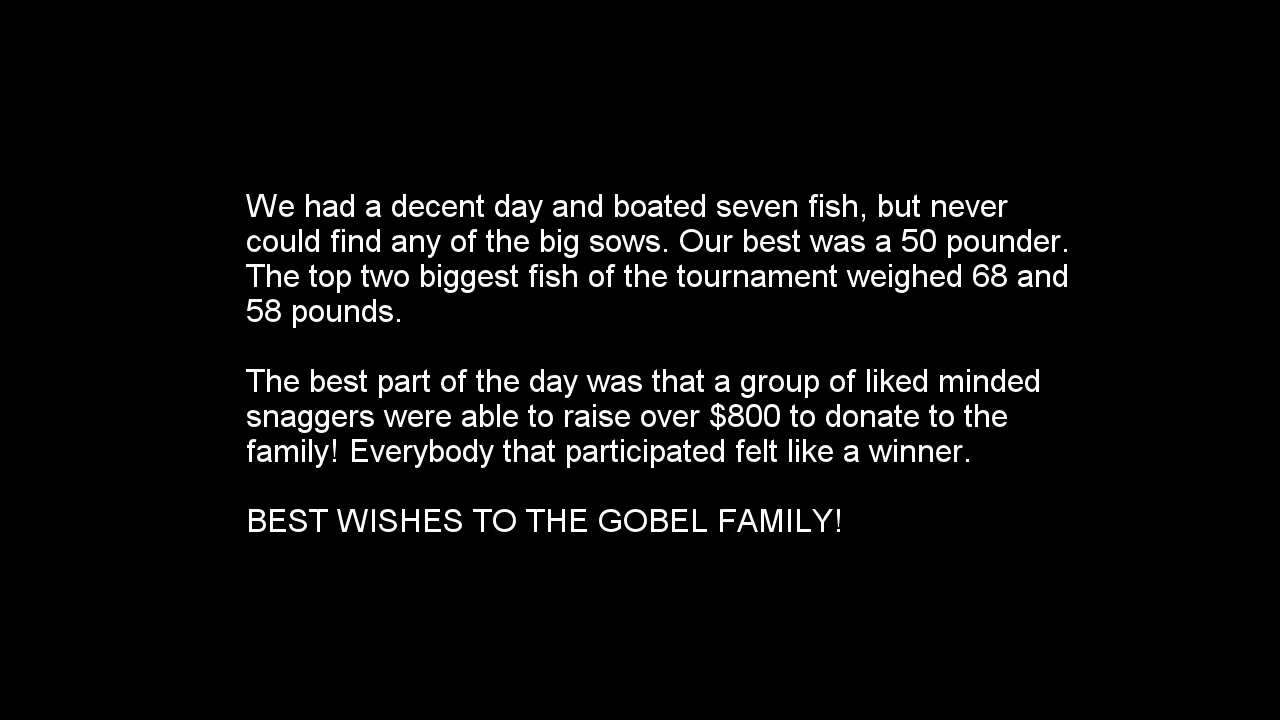 We had a decent day and boated seven fish, but never
could find any of the big sows. Our best was a 50 pounder.
The top two biggest fish of the tournament weighed 68 and
58 pounds.
The best part of the day was that a group of liked minded
snaggers were able to raise over $800 to donate to the
family! Everybody that participated felt like a winner.
BEST WISHES TO THE GOBEL FAMILY!